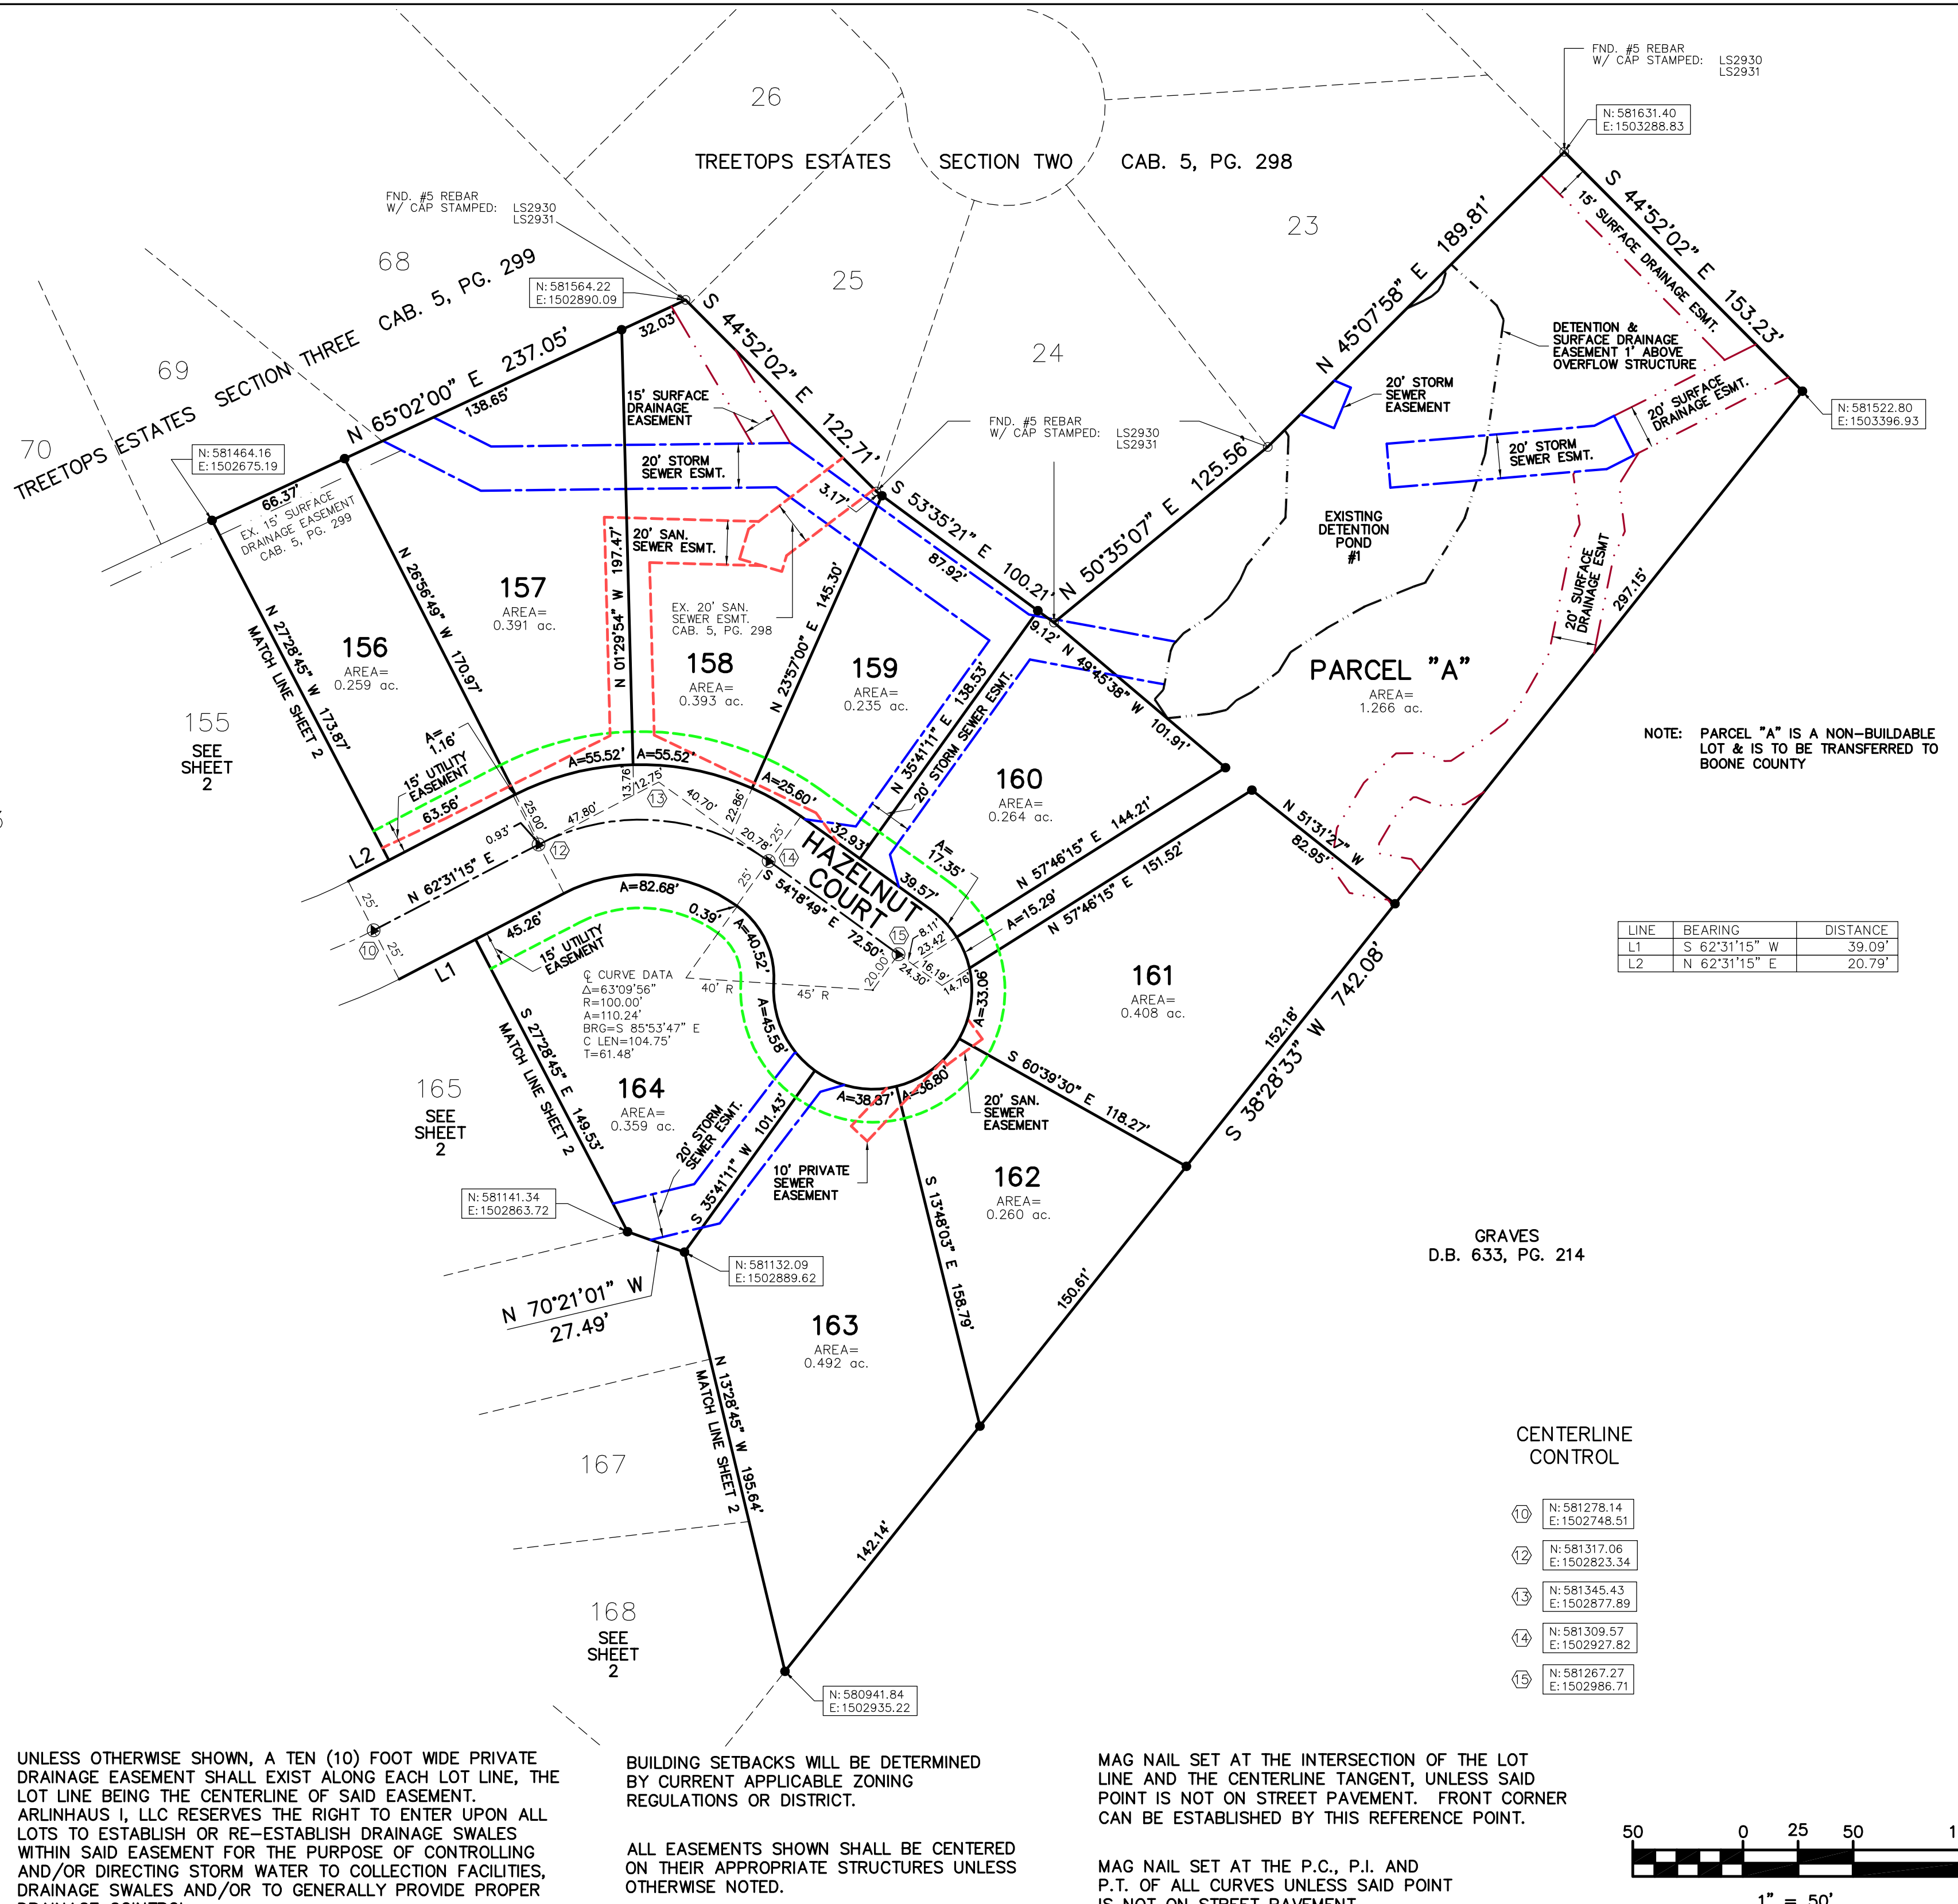 FND. #5 REBAR
W/ CAP STAMPED: LS2930
LS2931
N: 581631.40
E: 1503288.83
26
TREETOPS ESTATES SECTION TWO CAB. 5, PG. 298
FND. #5 REBAR
W/ CAP STAMPED: LS2930
LS2931
23
25
24
68
69
70
TREETOPS ESTATES SECTION THREE CAB. 5, PG. 299
N: 581564.22
E: 1502890.09
N: 581464.16
E: 1502675.19
N 65°02'00" E 237.05'
32.03'
138.65'
66.37'
S 44°52'02" E 122.71'
N 45°07'58" E 189.81'
S 44°52'02" E 153.23'
15' SURFACE DRAINAGE ESMT.
DETENTION &
SURFACE DRAINAGE
EASEMENT 1' ABOVE
OVERFLOW STRUCTURE
20' STORM
SEWER
EASEMENT
20' SURFACE
DRAINAGE ESMT.
N: 581522.80
E: 1503396.93
FND. #5 REBAR
W/ CAP STAMPED: LS2930
LS2931
15' SURFACE
DRAINAGE
EASEMENT
20' STORM
SEWER ESMT.
20' STORM
SEWER ESMT.
EX. 15' SURFACE
DRAINAGE EASEMENT
CAB. 5, PG. 299
3.17'
S 53°35'21" E 100.21'
87.92'
9.12'
N 50°35'07" E 125.56'
EXISTING
DETENTION
POND
#1
20' SURFACE
DRAINAGE ESMT
297.15'
20' SAN.
SEWER ESMT.
EX. 20' SAN.
SEWER ESMT.
CAB. 5, PG. 298
N 27°28'45" W 173.87'
MATCH LINE SHEET 2
N 26°56'49" W 170.97'
N 01°29'54" W 197.47'
N 23°57'00" E 145.30'
N 35°41'11" E 138.53'
20' STORM SEWER ESMT.
N 49°45'38" W 101.91'
156
AREA=
0.259 ac.
157
AREA=
0.391 ac.
158
AREA=
0.393 ac.
159
AREA=
0.235 ac.
160
AREA=
0.264 ac.
PARCEL "A"
AREA=
1.266 ac.
NOTE: PARCEL "A" IS A NON-BUILDABLE
LOT & IS TO BE TRANSFERRED TO
BOONE COUNTY
155
SEE
SHEET
2
A=
1.16'
15' UTILITY
EASEMENT
63.56'
L2
A=55.52'
A=55.52'
A=25.60'
32.93'
39.57'
A=
17.35'
A=15.29'
13.76'
12.75'
13
40.70'
22.86'
47.80'
25.00'
0.93'
12
20.78'
25'
14
HAZELNUT
COURT
N 62°31'15" E
25'
10
25'
L1
S 54°18'49" E 72.50'
15
8.11'
23.42'
16.19'
24.30'
14.76'
20.00'
N 57°46'15" E 144.21'
N 57°46'15" E 151.52'
N 51°31'27" W
82.95'
LINE BEARING DISTANCE
L1 S 62°31'15" W 39.09'
L2 N 62°31'15" E 20.79'
45.26'
A=82.68'
0.39'
25'
A=40.52'
15' UTILITY
EASEMENT
℄ CURVE DATA
Δ=63°09'56"
R=100.00'
A=110.24'
BRG=S 85°53'47" E
C LEN=104.75'
T=61.48'
40' R
45' R
A=45.58'
A=33.09'
A=38.87'
A=36.80'
161
AREA=
0.408 ac.
152.18'
S 38°28'33" W 742.08'
S 60°39'30" E 118.27'
20' SAN.
SEWER
EASEMENT
10' PRIVATE
SEWER
EASEMENT
S 27°28'45" E 149.53'
MATCH LINE SHEET 2
165
SEE
SHEET
2
164
AREA=
0.359 ac.
20' STORM
SEWER ESMT.
S 35°41'11" W 101.43'
162
AREA=
0.260 ac.
S 13°48'03" E 158.79'
150.61'
N: 581141.34
E: 1502863.72
N: 581132.09
E: 1502889.62
N 70°21'01" W
27.49'
163
AREA=
0.492 ac.
GRAVES
D.B. 633, PG. 214
N 13°28'45" W 195.64'
MATCH LINE SHEET 2
142.14'
167
168
SEE
SHEET
2
N: 580941.84
E: 1502935.22
CENTERLINE
CONTROL
10 N: 581278.14
E: 1502748.51
12 N: 581317.06
E: 1502823.34
13 N: 581345.43
E: 1502877.89
14 N: 581309.57
E: 1502927.82
15 N: 581267.27
E: 1502986.71
UNLESS OTHERWISE SHOWN, A TEN (10) FOOT WIDE PRIVATE
DRAINAGE EASEMENT SHALL EXIST ALONG EACH LOT LINE, THE
LOT LINE BEING THE CENTERLINE OF SAID EASEMENT.
ARLINHAUS I, LLC RESERVES THE RIGHT TO ENTER UPON ALL
LOTS TO ESTABLISH OR RE-ESTABLISH DRAINAGE SWALES
WITHIN SAID EASEMENT FOR THE PURPOSE OF CONTROLLING
AND/OR DIRECTING STORM WATER TO COLLECTION FACILITIES,
DRAINAGE SWALES AND/OR TO GENERALLY PROVIDE PROPER
BUILDING SETBACKS WILL BE DETERMINED
BY CURRENT APPLICABLE ZONING
REGULATIONS OR DISTRICT.
ALL EASEMENTS SHOWN SHALL BE CENTERED
ON THEIR APPROPRIATE STRUCTURES UNLESS
OTHERWISE NOTED.
MAG NAIL SET AT THE INTERSECTION OF THE LOT
LINE AND THE CENTERLINE TANGENT, UNLESS SAID
POINT IS NOT ON STREET PAVEMENT. FRONT CORNER
CAN BE ESTABLISHED BY THIS REFERENCE POINT.
MAG NAIL SET AT THE P.C., P.I. AND
P.T. OF ALL CURVES UNLESS SAID POINT
IS NOT ON STREET PAVEMENT.
50 0 25 50
1" = 50'